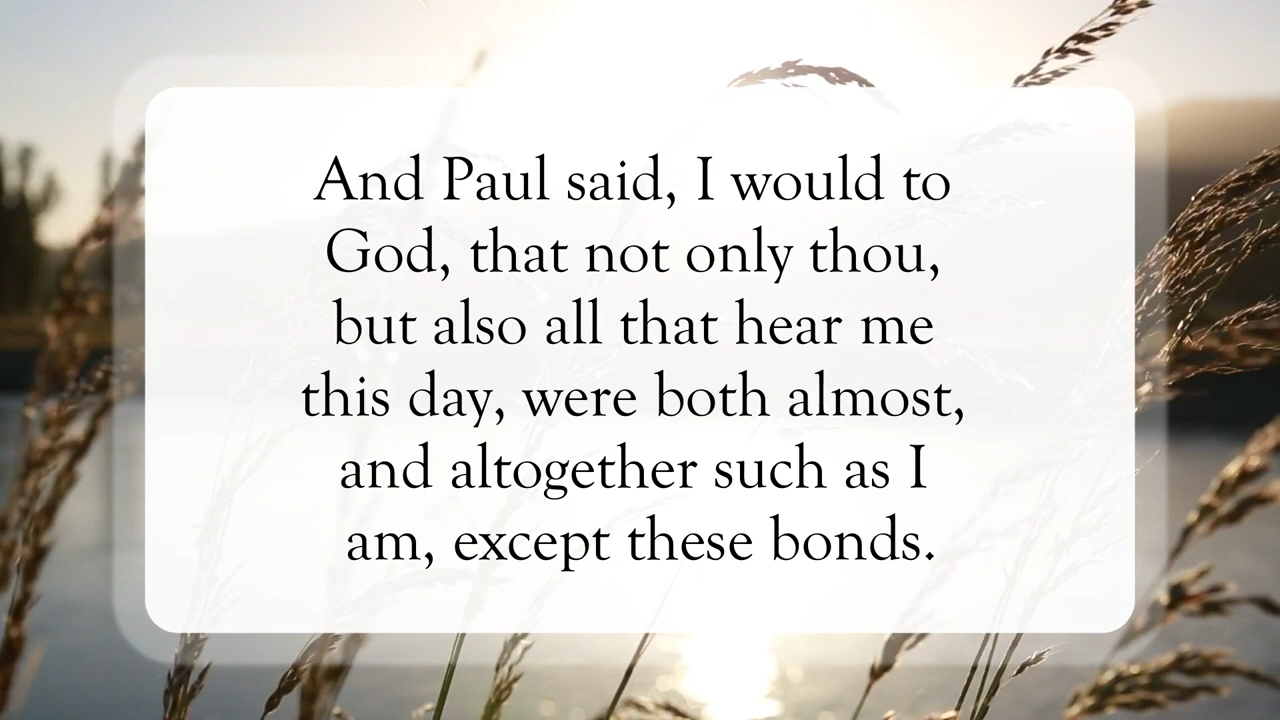 And Paul said, I would to
God, that not only thou,
but also all that hear me
this day, were both almost,
and altogether such as I
am, except these bonds.